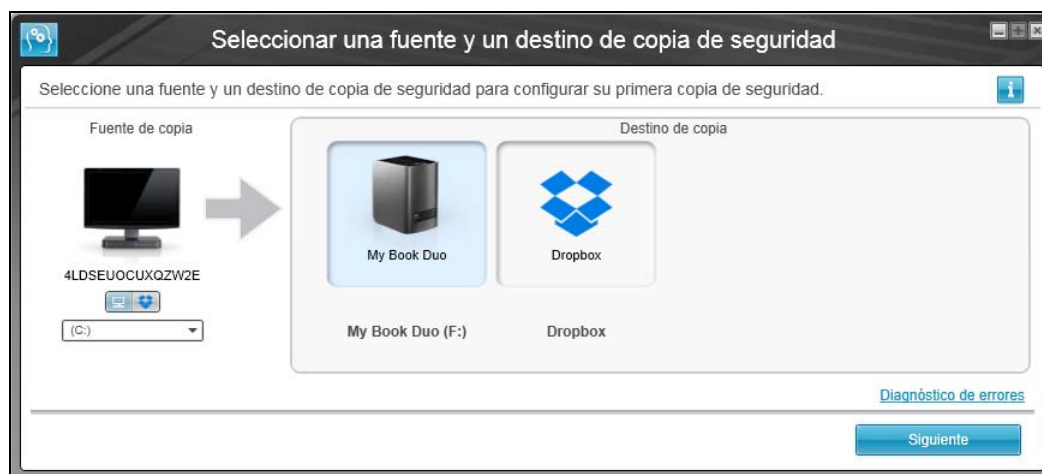 Seleccionar una fuente y un destino de copia de seguridad
Seleccione una fuente y un destino de copia de seguridad para configurar su primera copia de seguridad.
Fuente de copia
Destino de copia
My Book Duo
Dropbox
4LDSEUOCUXQZW2E
(C:)
My Book Duo (F:)
Dropbox
Diagnóstico de errores
Siguiente